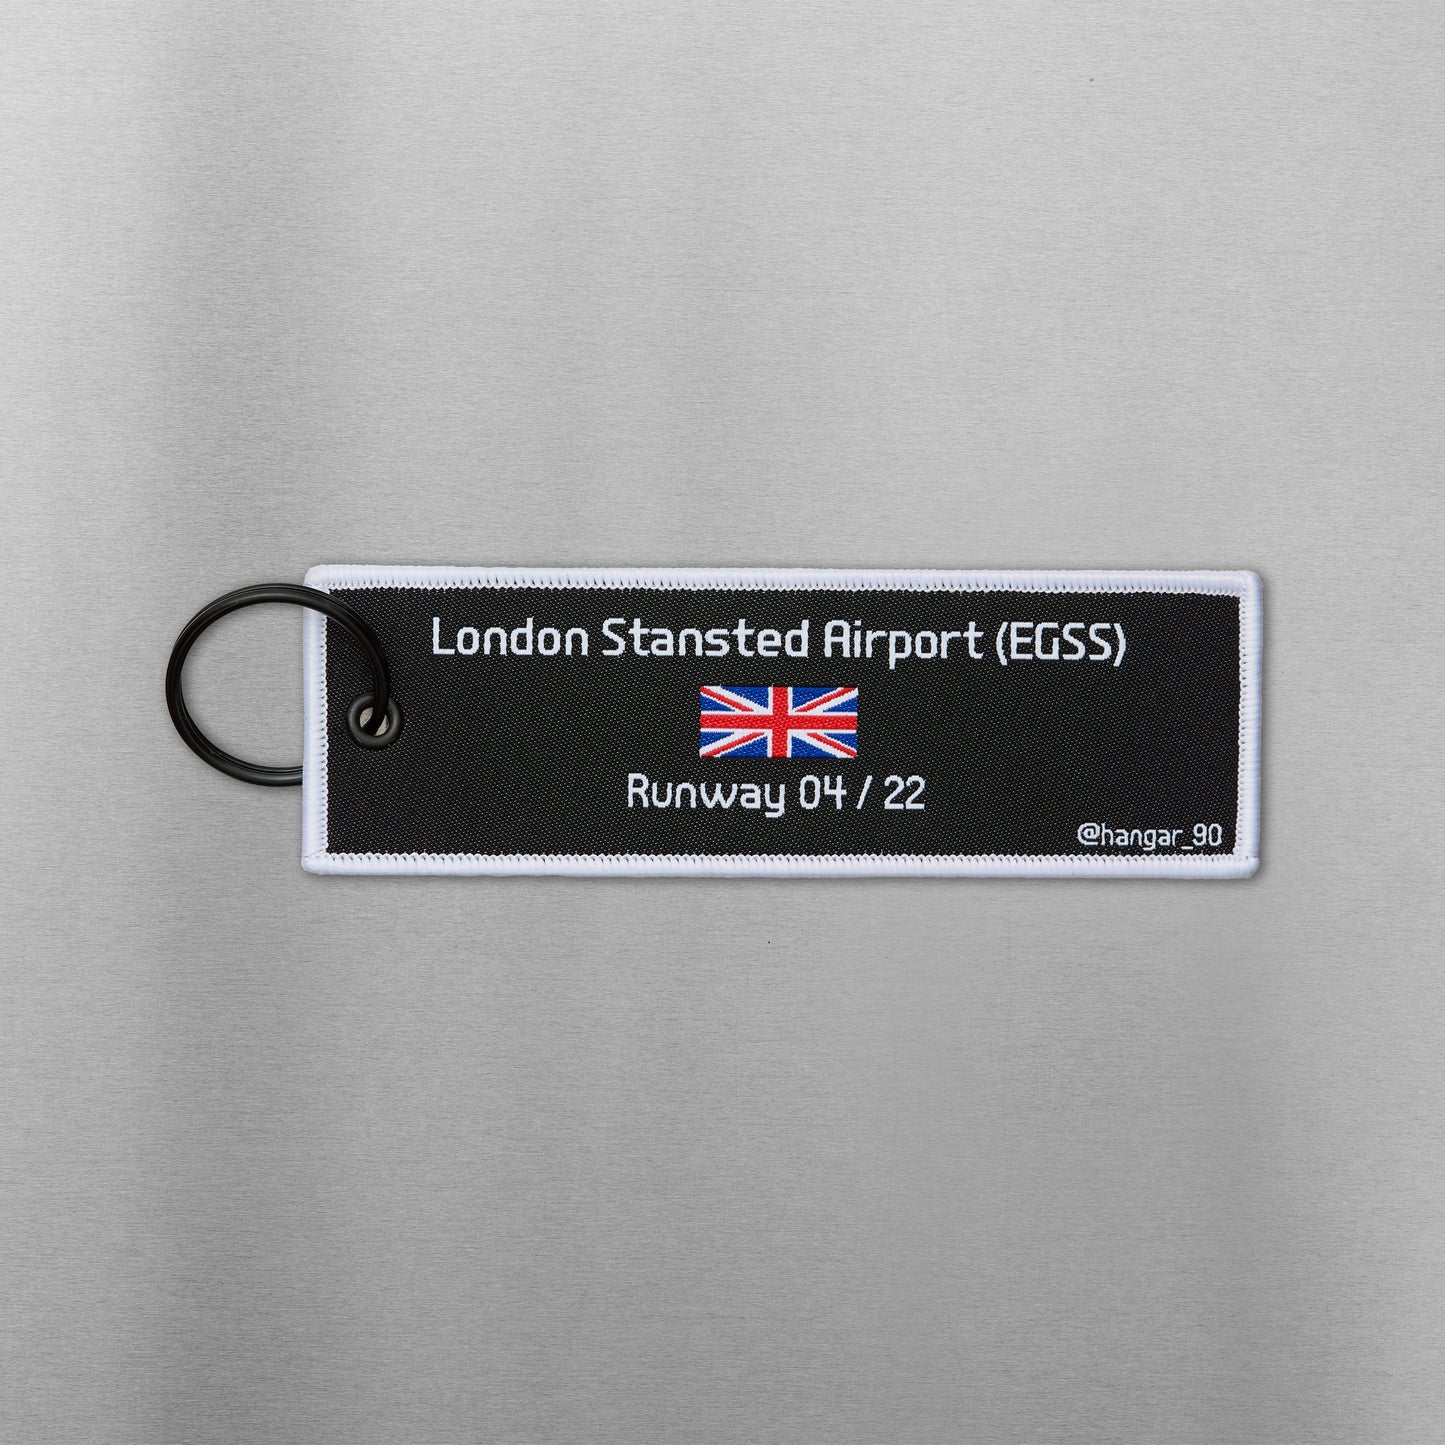 London Stansted Airport (EGSS)
Runway 04 / 22
@hangar_90